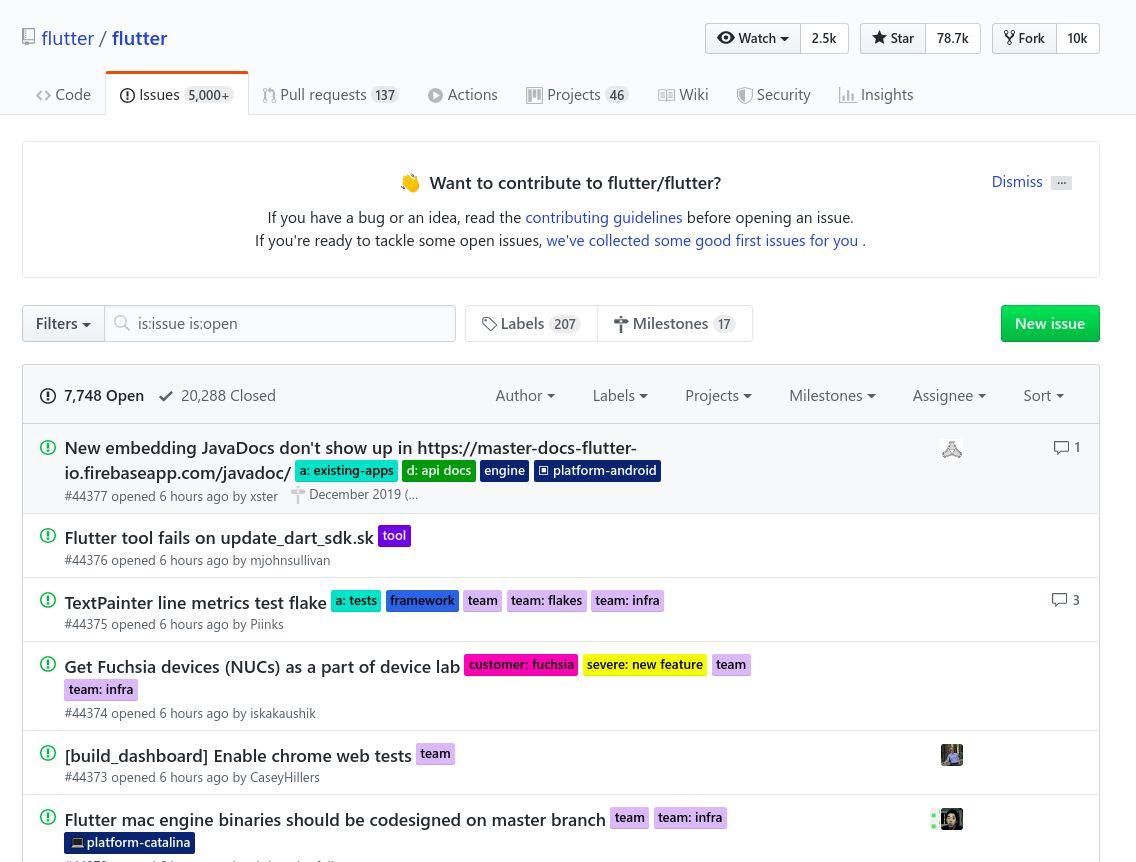 flutter / flutter
Watch 2.5k Star 78.7k Fork 10k
Code Issues 5,000+ Pull requests 137 Actions Projects 46 Wiki Security Insights
👋 Want to contribute to flutter/flutter?
Dismiss ...
If you have a bug or an idea, read the contributing guidelines before opening an issue.
If you're ready to tackle some open issues, we've collected some good first issues for you .
Filters is:issue is:open Labels 207 Milestones 17 New issue
7,748 Open 20,288 Closed Author Labels Projects Milestones Assignee Sort
New embedding JavaDocs don't show up in https://master-docs-flutter- 1
io.firebaseapp.com/javadoc/ a: existing-apps d: api docs engine platform-android
#44377 opened 6 hours ago by xster December 2019 (...
Flutter tool fails on update_dart_sdk.sk tool
#44376 opened 6 hours ago by mjohnsullivan
TextPainter line metrics test flake a: tests framework team team: flakes team: infra 3
#44375 opened 6 hours ago by Piinks
Get Fuchsia devices (NUCs) as a part of device lab customer: fuchsia severe: new feature team
team: infra
#44374 opened 6 hours ago by iskakaushik
[build_dashboard] Enable chrome web tests team
#44373 opened 6 hours ago by CaseyHillers
Flutter mac engine binaries should be codesigned on master branch team team: infra
platform-catalina